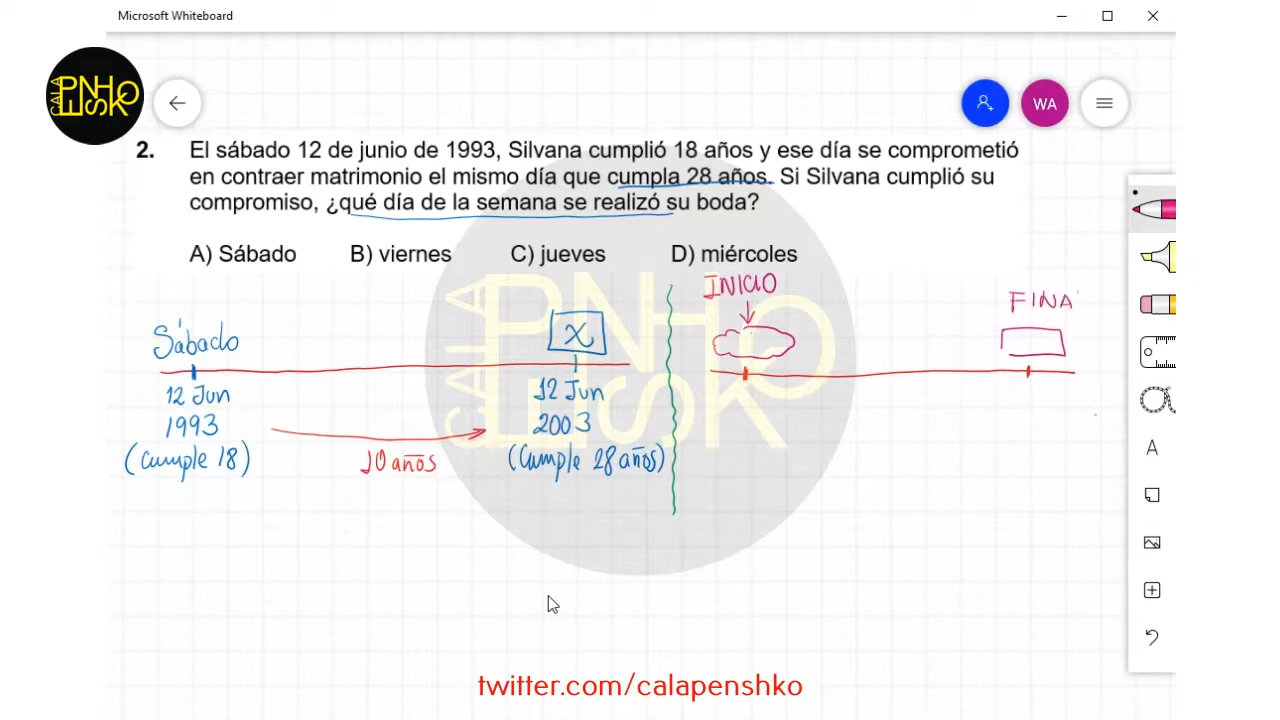 Microsoft Whiteboard
CALA
PNHO
ESK
WA
2. El sábado 12 de junio de 1993, Silvana cumplió 18 años y ese día se comprometió
en contraer matrimonio el mismo día que cumpla 28 años. Si Silvana cumplió su
compromiso, ¿qué día de la semana se realizó su boda?
A) Sábado B) viernes C) jueves D) miércoles
INICIO
FINA
Sábado
X
12 Jun
1993
(Cumple 18)
10 años
12 Jun
2003
(Cumple 28 años)
CALA
PNHO
ESK
A
twitter.com/calapenshko